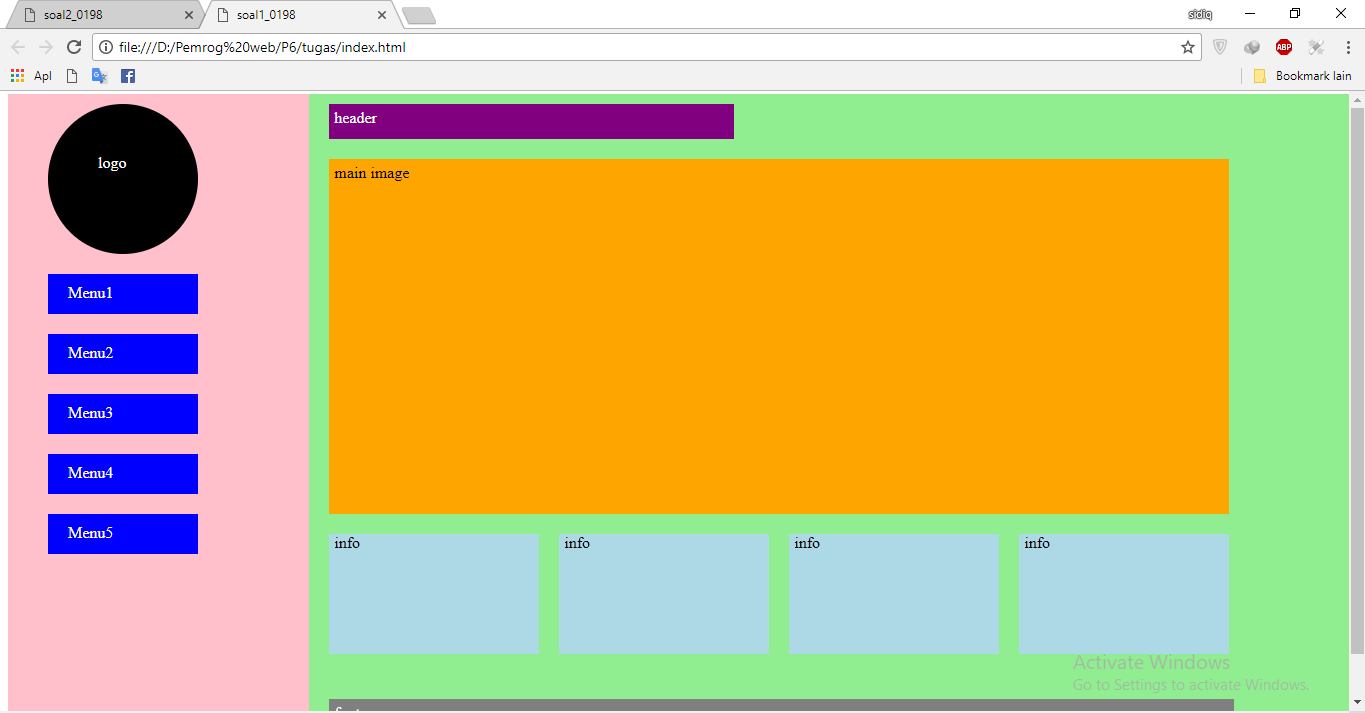 soal2_0198
soal1_0198
sidiq
file:///D:/Pemrog%20web/P6/tugas/index.html
ABP
Apl
Bookmark lain
logo
Menu1
Menu2
Menu3
Menu4
Menu5
header
main image
info
info
info
info
Activate Windows
Go to Settings to activate Windows.